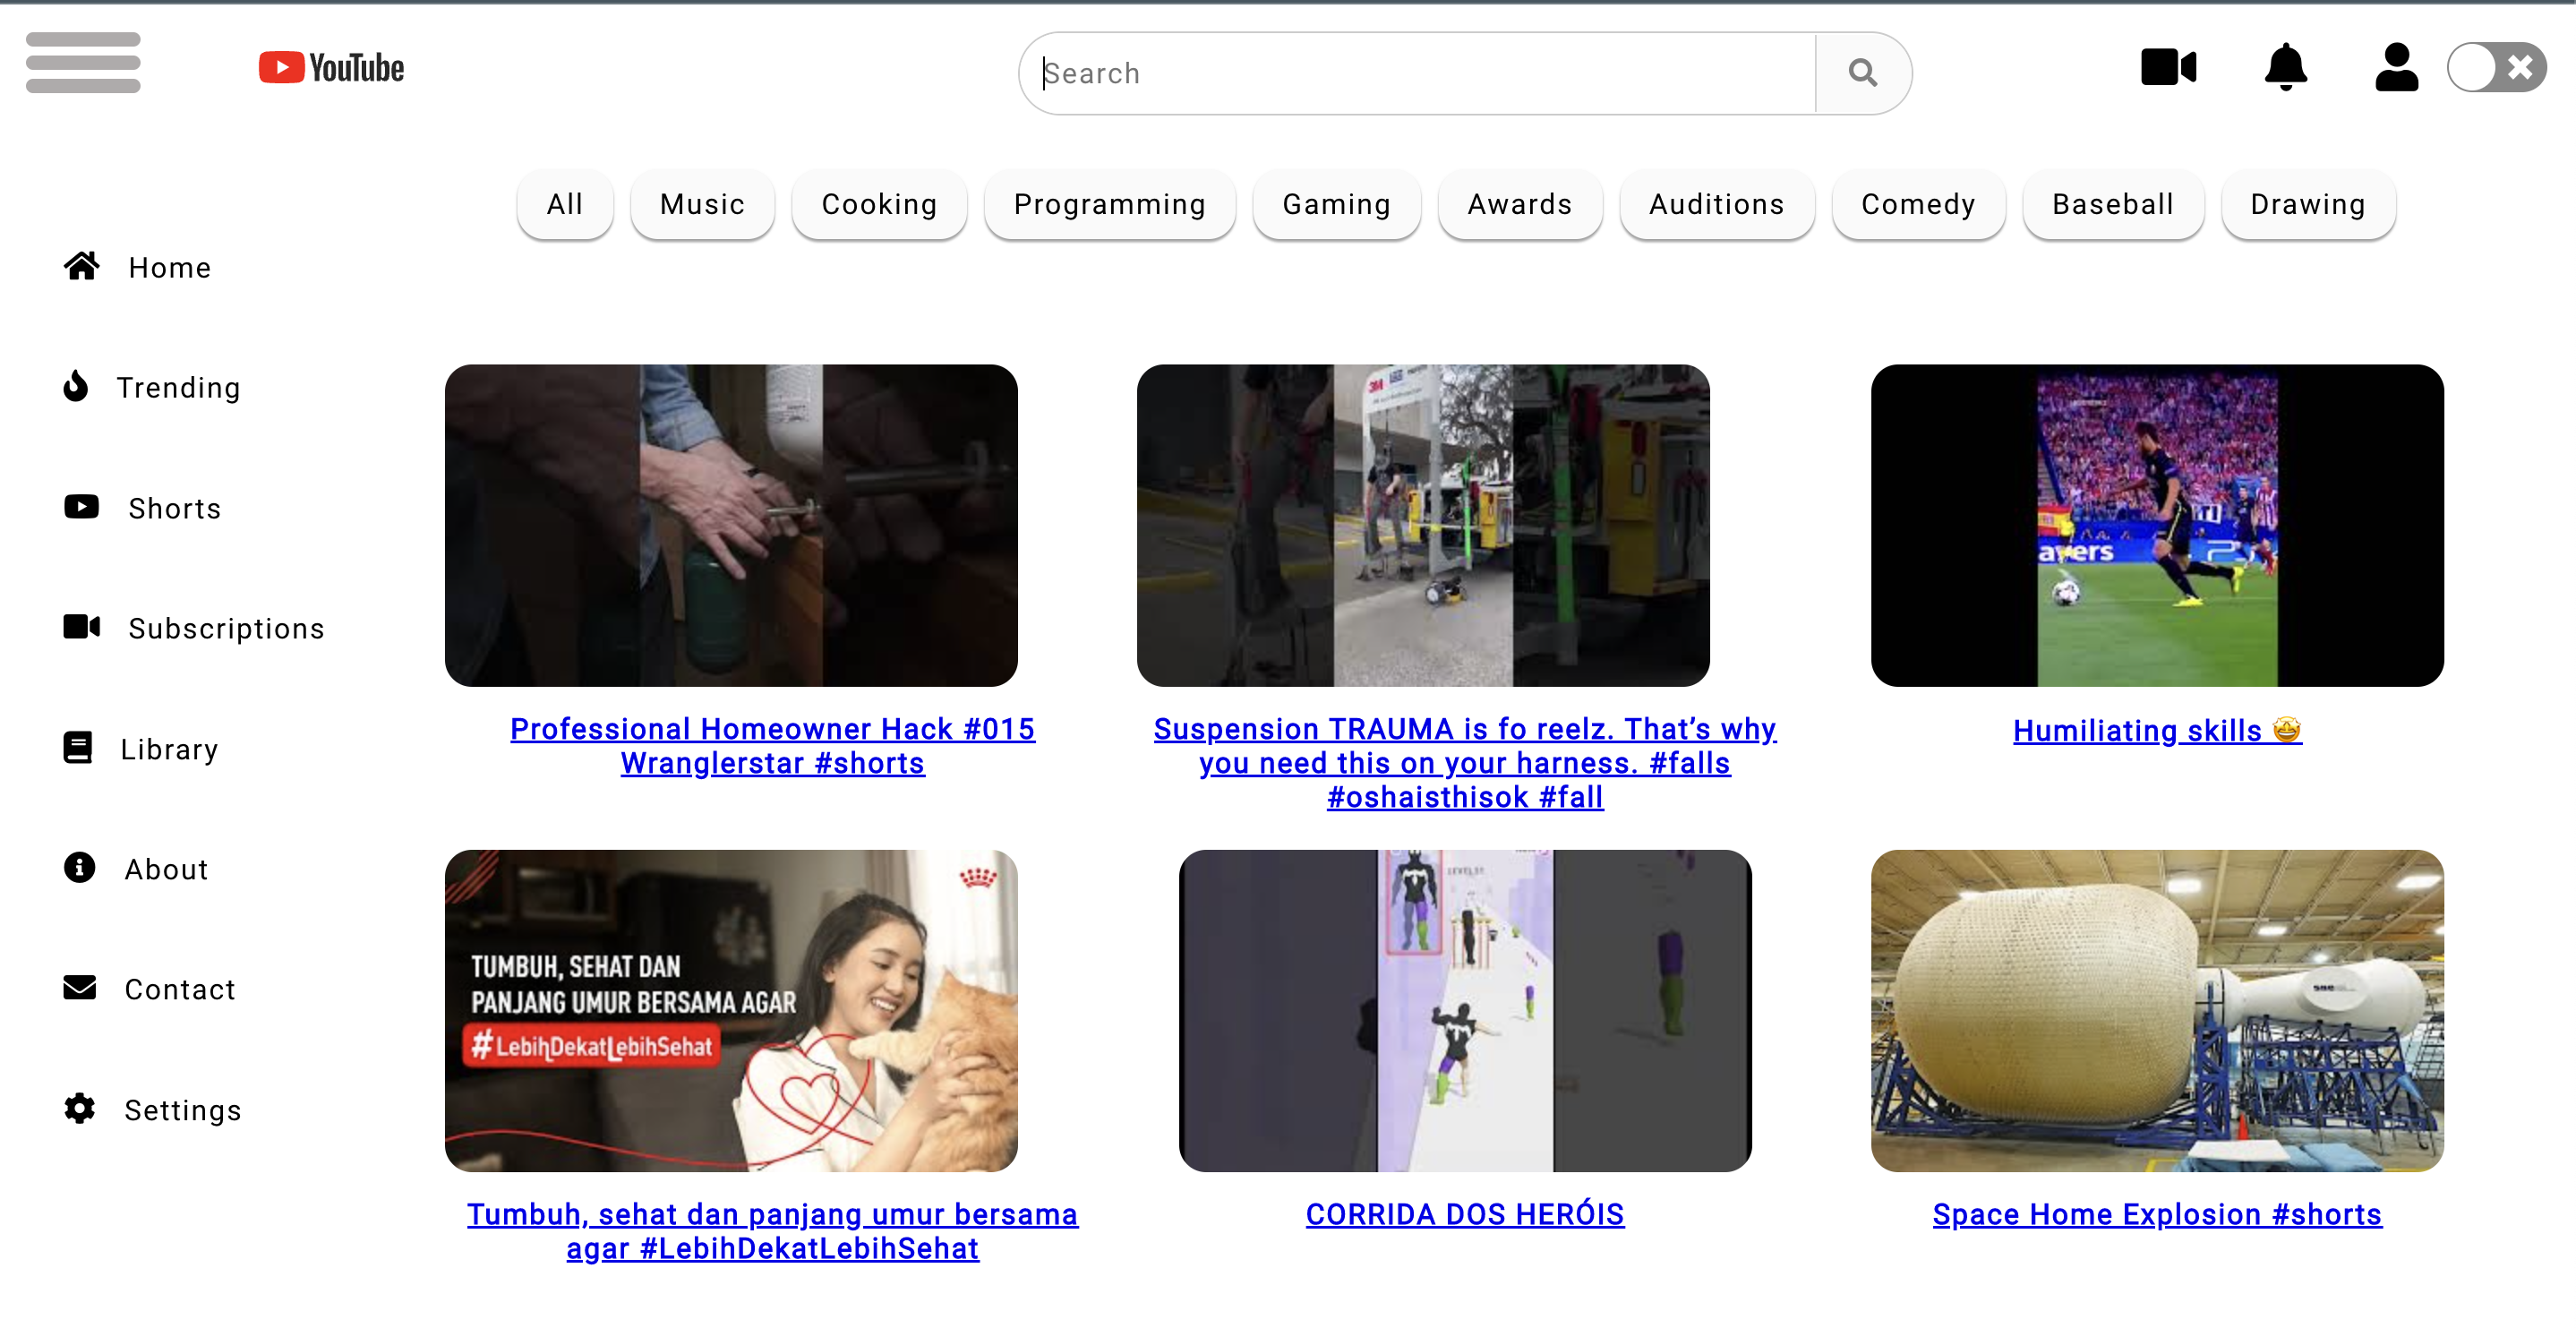 YouTube
Search
All
Music
Cooking
Programming
Gaming
Awards
Auditions
Comedy
Baseball
Drawing
Home
Trending
Shorts
Subscriptions
Library
About
Contact
Settings
3M
ayers
Professional Homeowner Hack #015
Wranglerstar #shorts
Suspension TRAUMA is fo reelz. That’s why
you need this on your harness. #falls
#oshaisthisok #fall
Humiliating skills 🤩
TUMBUH, SEHAT DAN
PANJANG UMUR BERSAMA AGAR
#LebihDekatLebihSehat
Tumbuh, sehat dan panjang umur bersama
agar #LebihDekatLebihSehat
CORRIDA DOS HERÓIS
Space Home Explosion #shorts